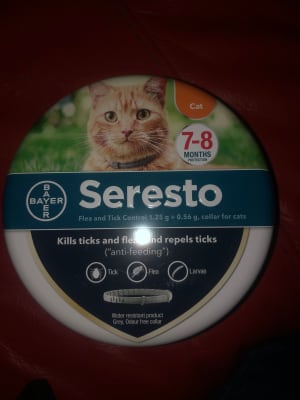 Cat
7-8
MONTHS
PROTECTION
BAYER
BAYER
Seresto
Flea and Tick Control 1.25 g + 0.56 g, collar for cats
Kills ticks and fleas and repels ticks
("anti-feeding")
Tick
Flea
Larvae
Water resistant product
Grey, Odour free collar